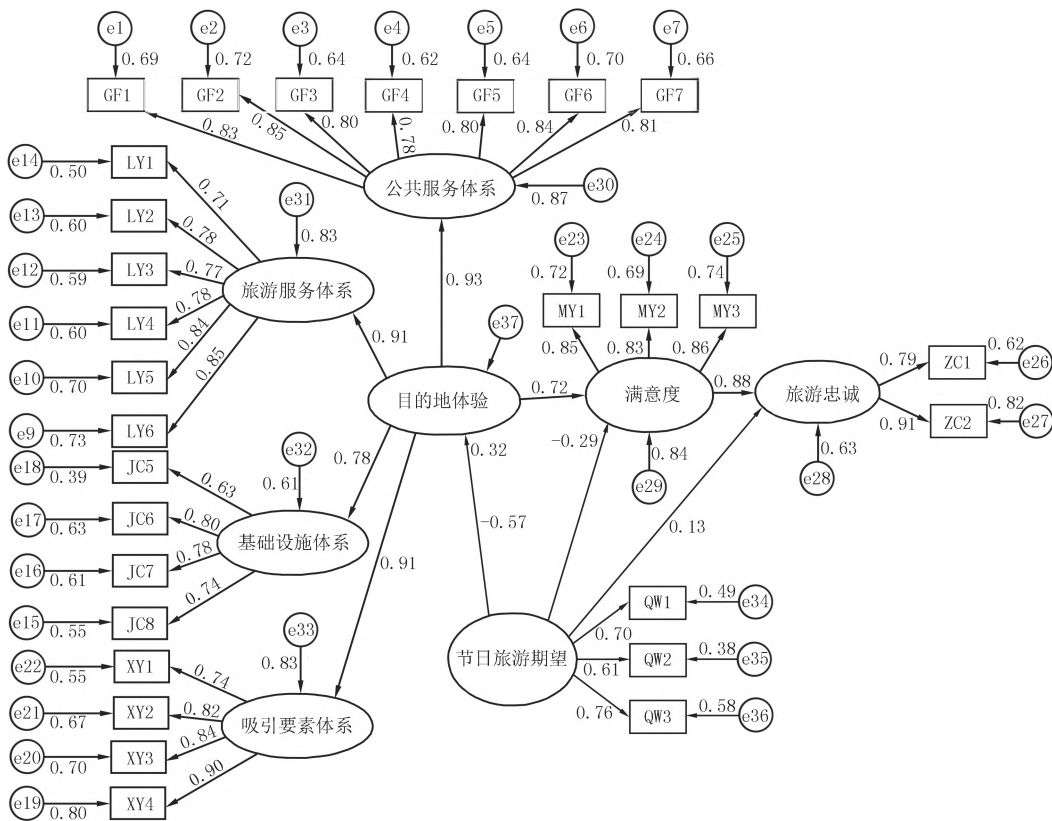 e1 e2 e3 e4 e5 e6 e7
0.69 0.72 0.64 0.62 0.64 0.70 0.66
GF1 GF2 GF3 GF4 GF5 GF6 GF7
0.83 0.85 0.80 0.78 0.80 0.84 0.81
公共服务体系 0.87 e30
0.93
e14 0.50 LY1 0.71
e13 0.60 LY2 0.78
e12 0.59 LY3 0.77
e11 0.60 LY4 0.78
e10 0.70 LY5 0.84
e9 0.73 LY6 0.85
e31
0.83
旅游服务体系
0.91
e37
目的地体验
0.32
0.72
e23 e24 e25
0.72 0.69 0.74
MY1 MY2 MY3
0.85 0.83 0.86
满意度
0.84
e29
0.88
旅游忠诚
0.63
e28
0.79 ZC1 0.62 e26
0.91 ZC2 0.82 e27
e18 0.39 JC5 0.63
e17 0.63 JC6 0.80
e16 0.61 JC7 0.78
e15 0.55 JC8 0.74
e32
0.61
基础设施体系
0.78
0.91
-0.57
-0.29
0.13
e22 0.55 XY1 0.74
e21 0.67 XY2 0.82
e20 0.70 XY3 0.84
e19 0.80 XY4 0.90
e33
0.83
吸引要素体系
节日旅游期望
0.70 QW1 0.49 e34
0.61 QW2 0.38 e35
0.76 QW3 0.58 e36